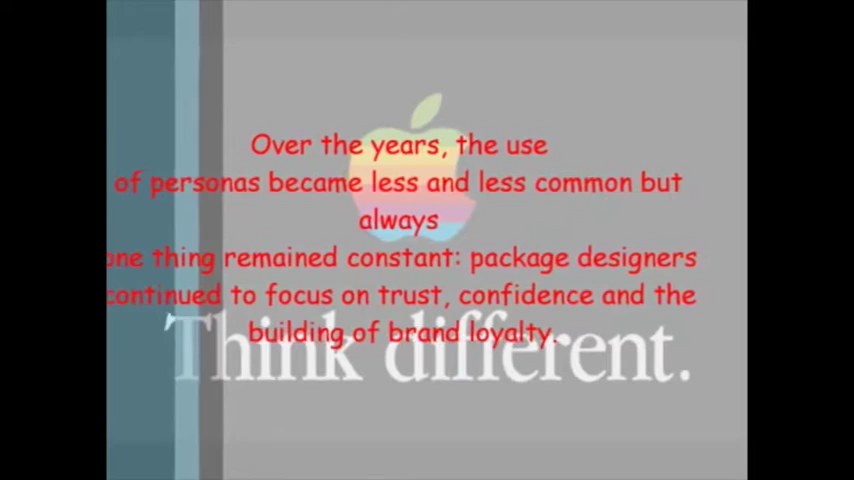 Over the years, the use
of personas became less and less common but
always
one thing remained constant: package designers
continued to focus on trust, confidence and the
building of brand loyalty.
Think different.